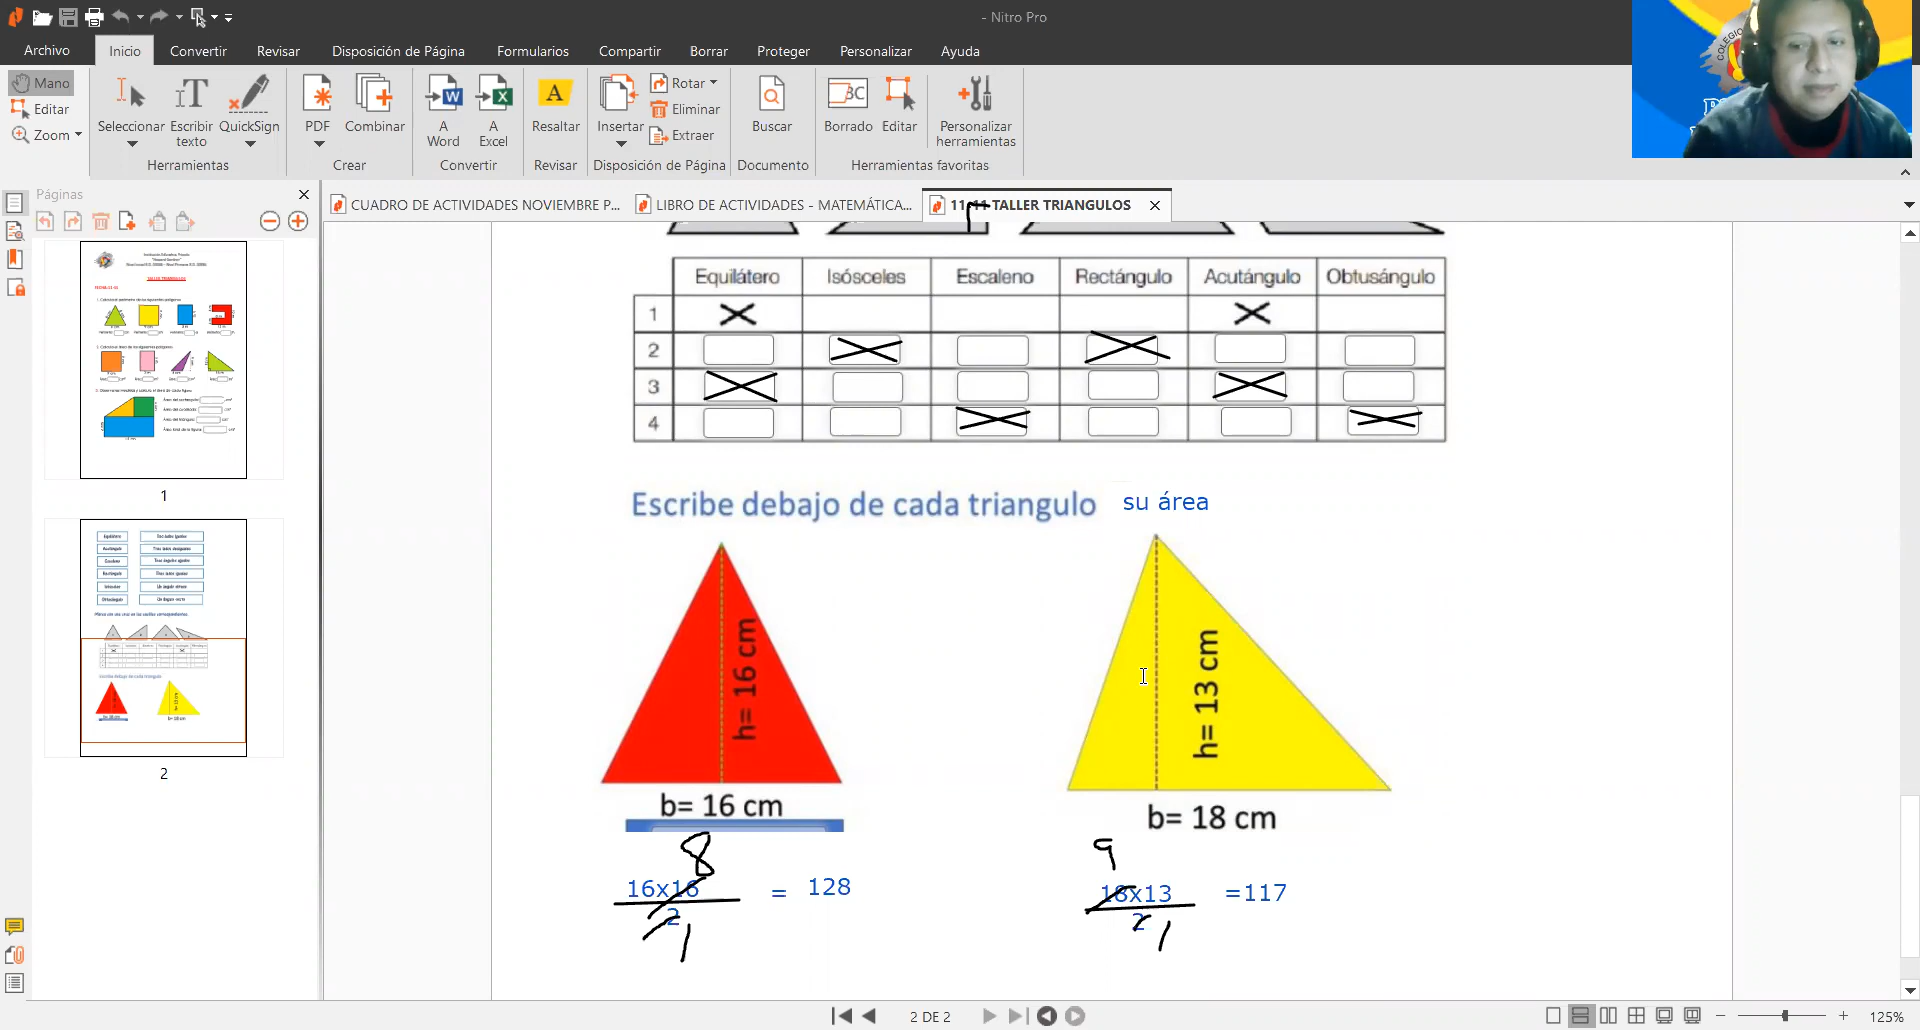 - Nitro Pro
Archivo Inicio Convertir Revisar Disposición de Página Formularios Compartir Borrar Proteger Personalizar Ayuda
Mano
Editar
Zoom
Seleccionar
Escribir texto
QuickSign
Herramientas
PDF
Combinar
Crear
A Word
A Excel
Convertir
Resaltar
Revisar
Insertar
Rotar
Eliminar
Extraer
Disposición de Página
Buscar
Documento
Borrado
Editar
Personalizar herramientas
Herramientas favoritas
Páginas
CUADRO DE ACTIVIDADES NOVIEMBRE P...
LIBRO DE ACTIVIDADES - MATEMÁTICA...
11-11 TALLER TRIANGULOS
1
2
Equilátero Isósceles Escaleno Rectángulo Acutángulo Obtusángulo
1
2
3
4
Escribe debajo de cada triangulo su área
h= 16 cm
b= 16 cm
h= 13 cm
b= 18 cm
8
16x16
2
1
= 128
9
18x13
2
1
=117
2 DE 2
125%